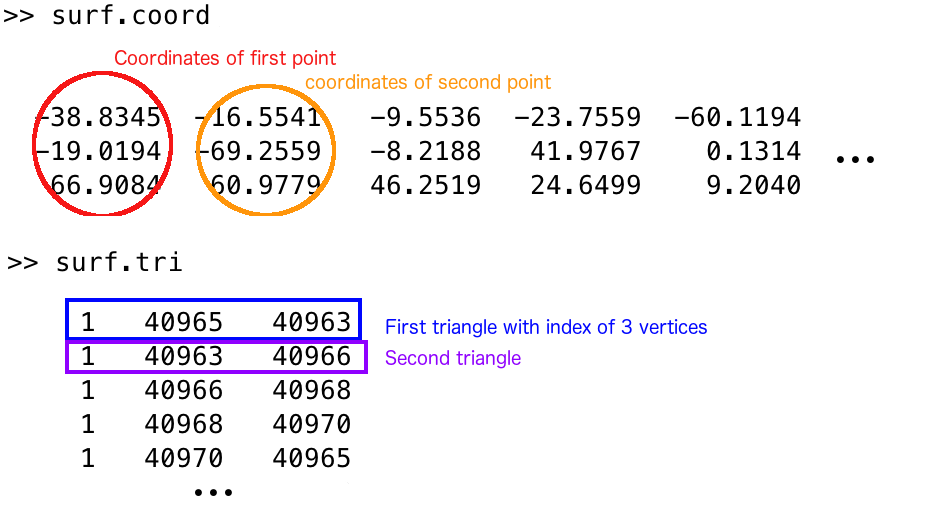 >> surf.coord
Coordinates of first point
coordinates of second point
-38.8345 -16.5541 -9.5536 -23.7559 -60.1194
-19.0194 -69.2559 -8.2188 41.9767 0.1314 ...
66.9084 60.9779 46.2519 24.6499 9.2040
>> surf.tri
1 40965 40963 First triangle with index of 3 vertices
1 40963 40966 Second triangle
1 40966 40968
1 40968 40970
1 40970 40965
...